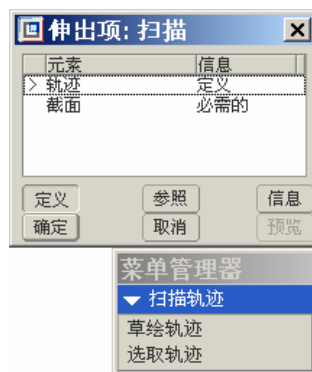 伸出项: 扫描
元素 信息
> 轨迹 定义
截面 必需的
定义 参照 信息
确定 取消 预览
菜单管理器
扫描轨迹
草绘轨迹
选取轨迹